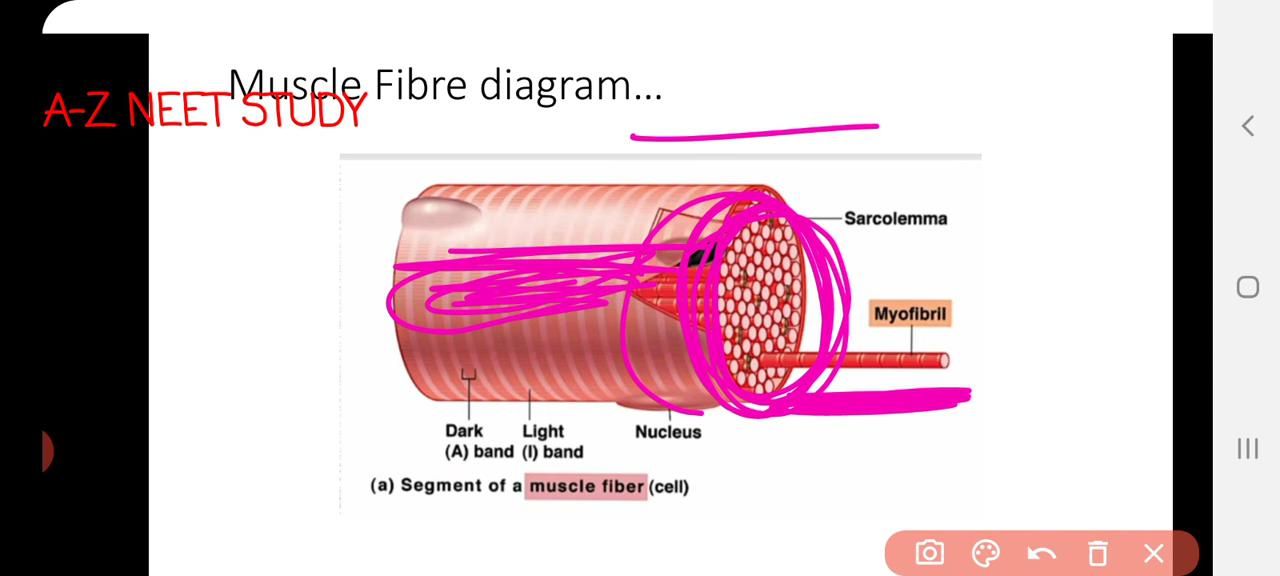 Muscle Fibre diagram...
A-Z NEET STUDY
Sarcolemma
Myofibril
Dark Light Nucleus
(A) band (I) band
(a) Segment of a muscle fiber (cell)